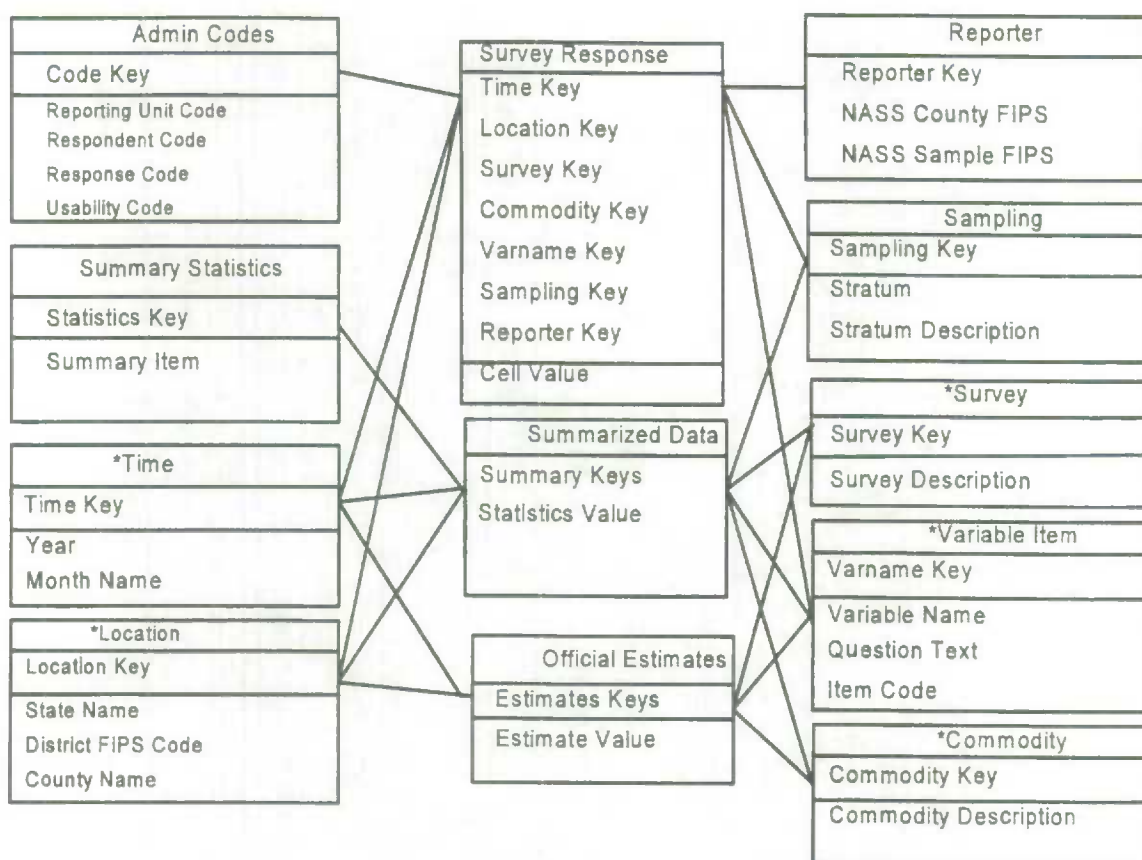 Admin Codes
Code Key
Reporting Unit Code
Respondent Code
Response Code
Usability Code
Summary Statistics
Statistics Key
Summary Item
*Time
Time Key
Year
Month Name
*Location
Location Key
State Name
District FIPS Code
County Name
Survey Response
Time Key
Location Key
Survey Key
Commodity Key
Varname Key
Sampling Key
Reporter Key
Cell Value
Summarized Data
Summary Keys
Statistics Value
Official Estimates
Estimates Keys
Estimate Value
Reporter
Reporter Key
NASS County FIPS
NASS Sample FIPS
Sampling
Sampling Key
Stratum
Stratum Description
*Survey
Survey Key
Survey Description
*Variable Item
Varname Key
Variable Name
Question Text
Item Code
*Commodity
Commodity Key
Commodity Description